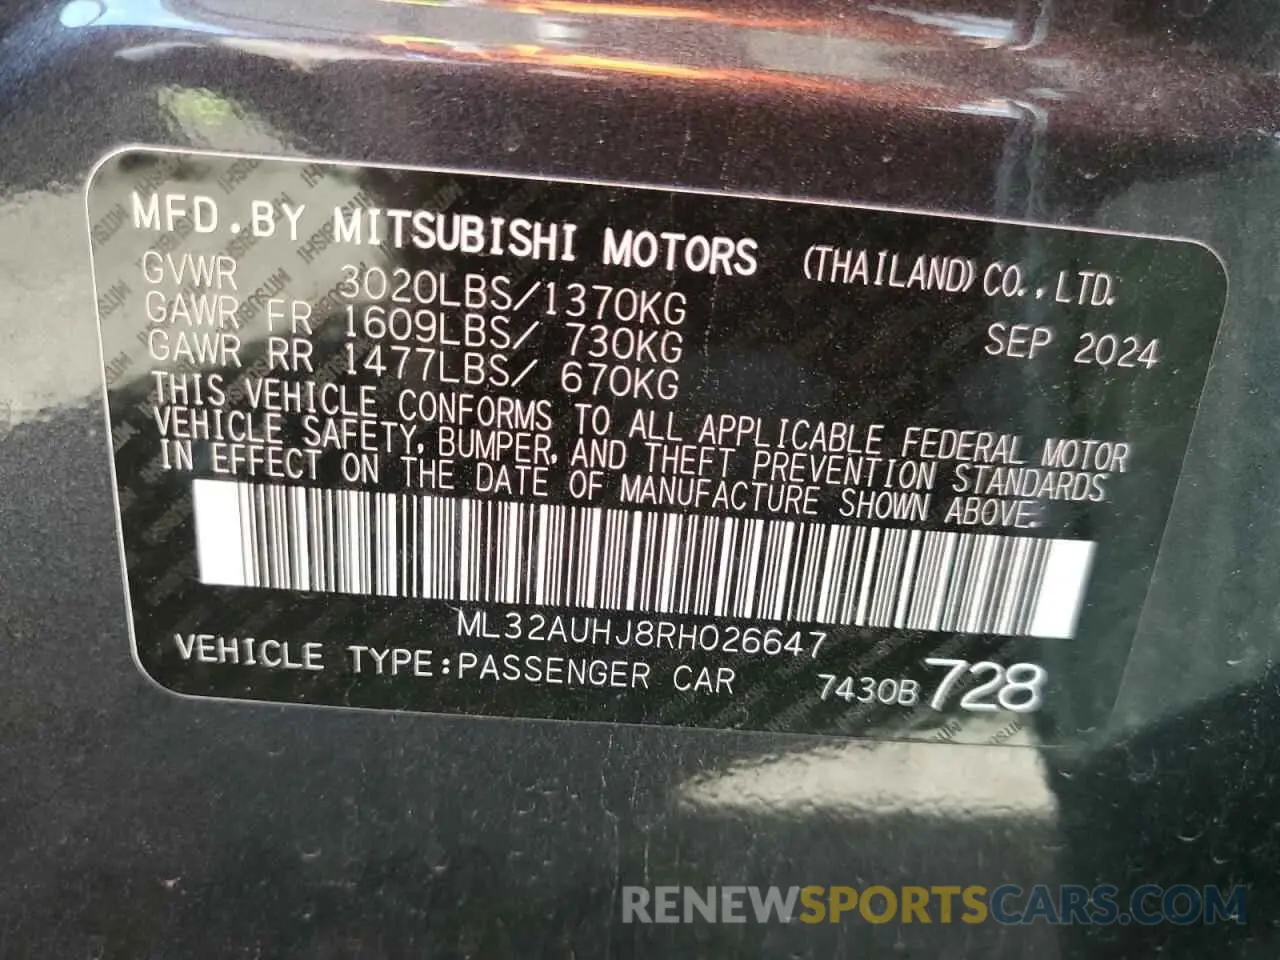 MFD.BY MITSUBISHI MOTORS (THAILAND) CO.,LTD.
GVWR 3020LBS/1370KG
GAWR FR 1609LBS/ 730KG SEP 2024
GAWR RR 1477LBS/ 670KG
THIS VEHICLE CONFORMS TO ALL APPLICABLE FEDERAL MOTOR
VEHICLE SAFETY, BUMPER, AND THEFT PREVENTION STANDARDS
IN EFFECT ON THE DATE OF MANUFACTURE SHOWN ABOVE.
ML32AUHJ8RH026647
VEHICLE TYPE:PASSENGER CAR 7430B 728
RENEWSPORTSCARS.COM